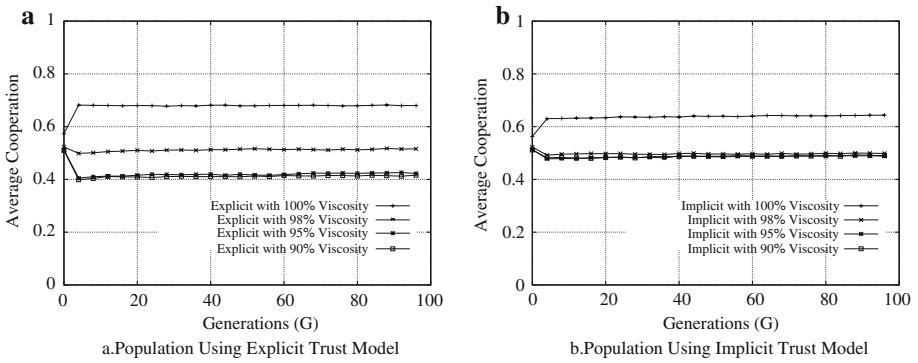 a
1
0.8
0.6
0.4
0.2
0
Average Cooperation
Explicit with 100% Viscosity
Explicit with 98% Viscosity
Explicit with 95% Viscosity
Explicit with 90% Viscosity
0 20 40 60 80 100
Generations (G)
a.Population Using Explicit Trust Model
b
1
0.8
0.6
0.4
0.2
0
Average Cooperation
Implicit with 100% Viscosity
Implicit with 98% Viscosity
Implicit with 95% Viscosity
Implicit with 90% Viscosity
0 20 40 60 80 100
Generations (G)
b.Population Using Implicit Trust Model